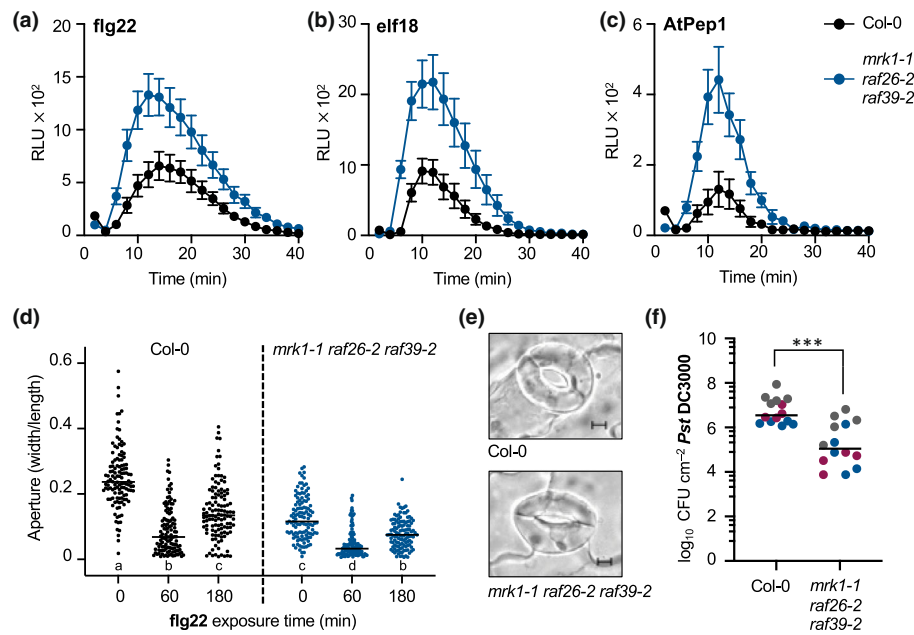 (a) flg22
RLU × 10²
20
15
10
5
0
0 10 20 30 40
Time (min)
(b) elf18
RLU × 10²
30
20
10
0
0 10 20 30 40
Time (min)
(c) AtPep1
RLU × 10²
6
4
2
0
0 10 20 30 40
Time (min)
Col-0
mrk1-1
raf26-2
raf39-2
(d)
Col-0 mrk1-1 raf26-2 raf39-2
Aperture (width/length)
0.6
0.4
0.2
0
a b c c d b
0 60 180 0 60 180
flg22 exposure time (min)
(e)
Col-0
mrk1-1 raf26-2 raf39-2
(f)
log₁₀ CFU cm⁻² Pst DC3000
10
8
6
4
2
0
***
Col-0
mrk1-1
raf26-2
raf39-2